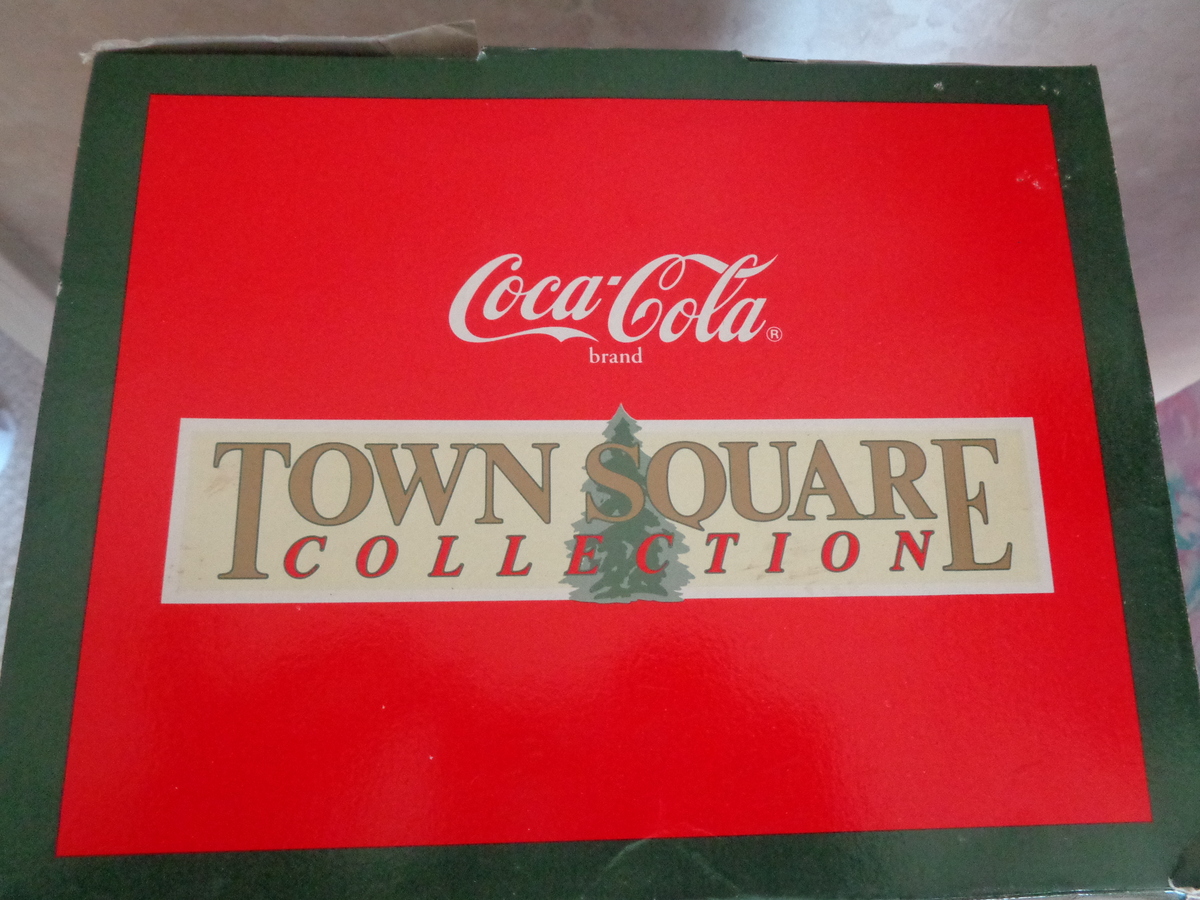 Coca-Cola®
brand
TOWN SQUARE
COLLECTION